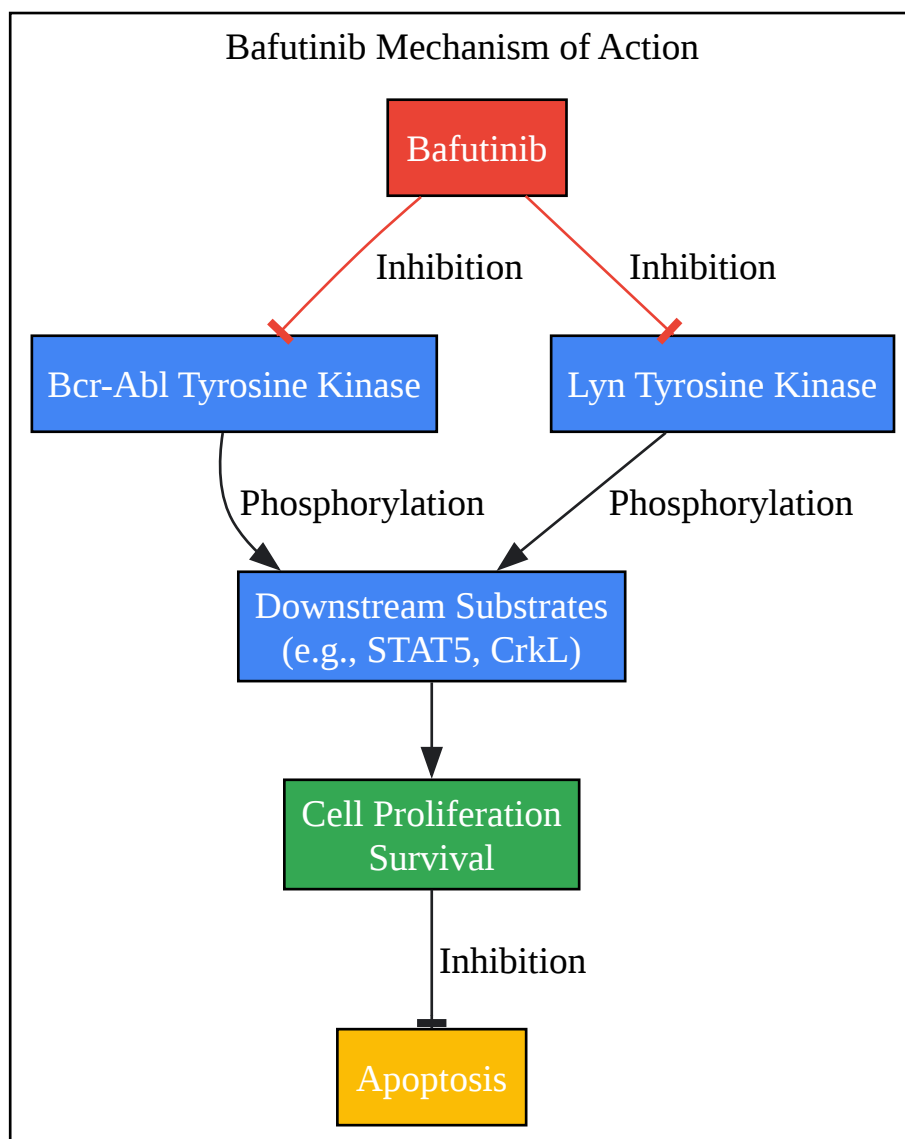 Bafutinib Mechanism of Action
Bafutinib
Inhibition
Inhibition
Bcr-Abl Tyrosine Kinase
Lyn Tyrosine Kinase
Phosphorylation
Phosphorylation
Downstream Substrates
(e.g., STAT5, CrkL)
Cell Proliferation
Survival
Inhibition
Apoptosis